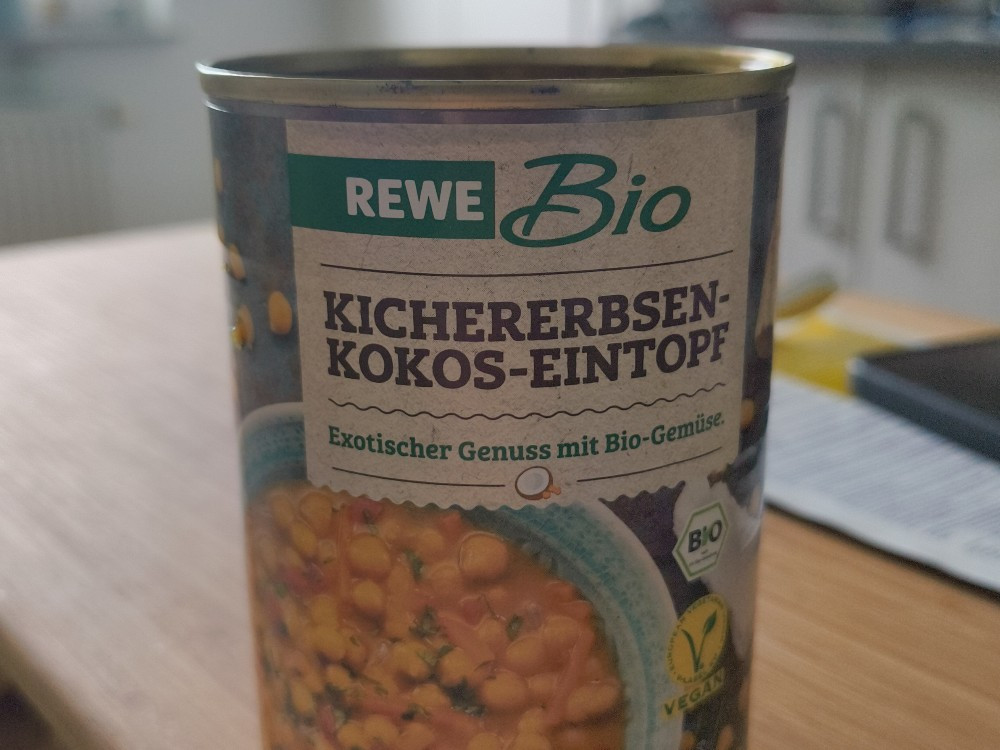 REWE Bio
KICHERERBSEN-
KOKOS-EINTOPF
Exotischer Genuss mit Bio-Gemüse.
BIO
VEGAN